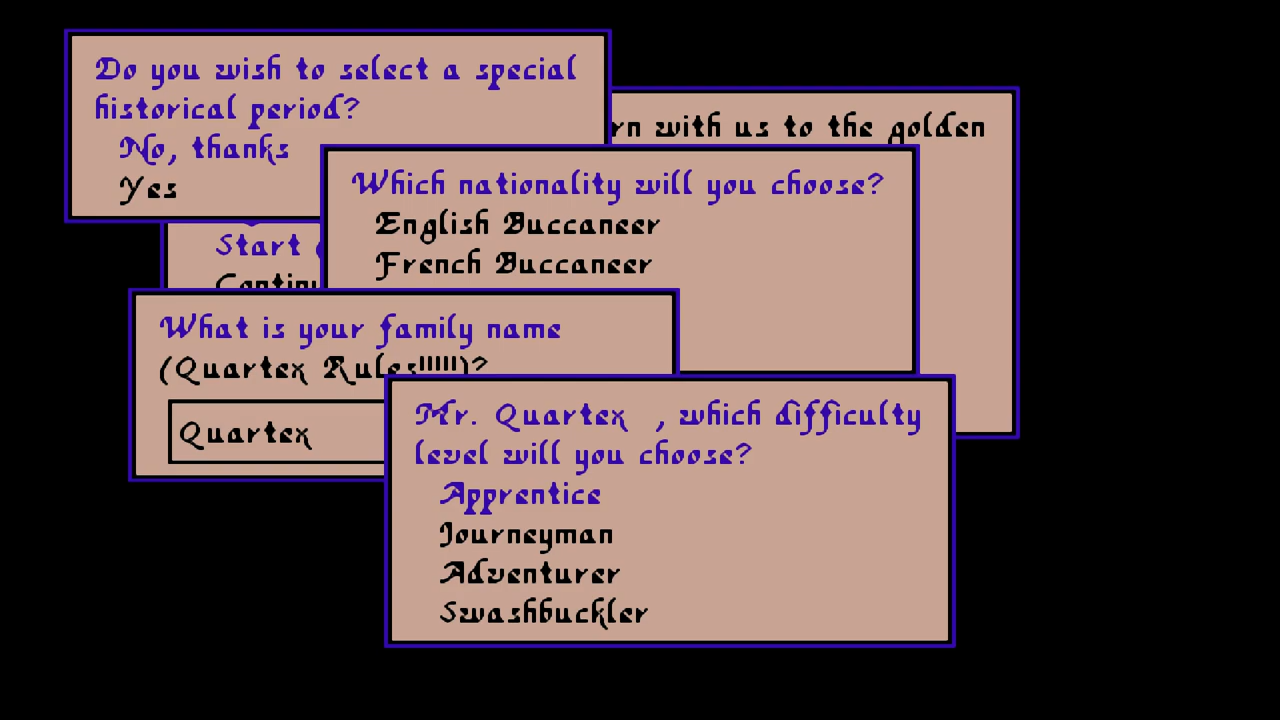 Do you wish to select a special
historical period?
No, thanks
Yes
rn with us to the golden
Which nationality will you choose?
English Buccaneer
French Buccaneer
Start
What is your family name
(Quartex Rules!!!!!)?
Quartex
Mr. Quartex , which difficulty
level will you choose?
Apprentice
Journeyman
Adventurer
Swashbuckler